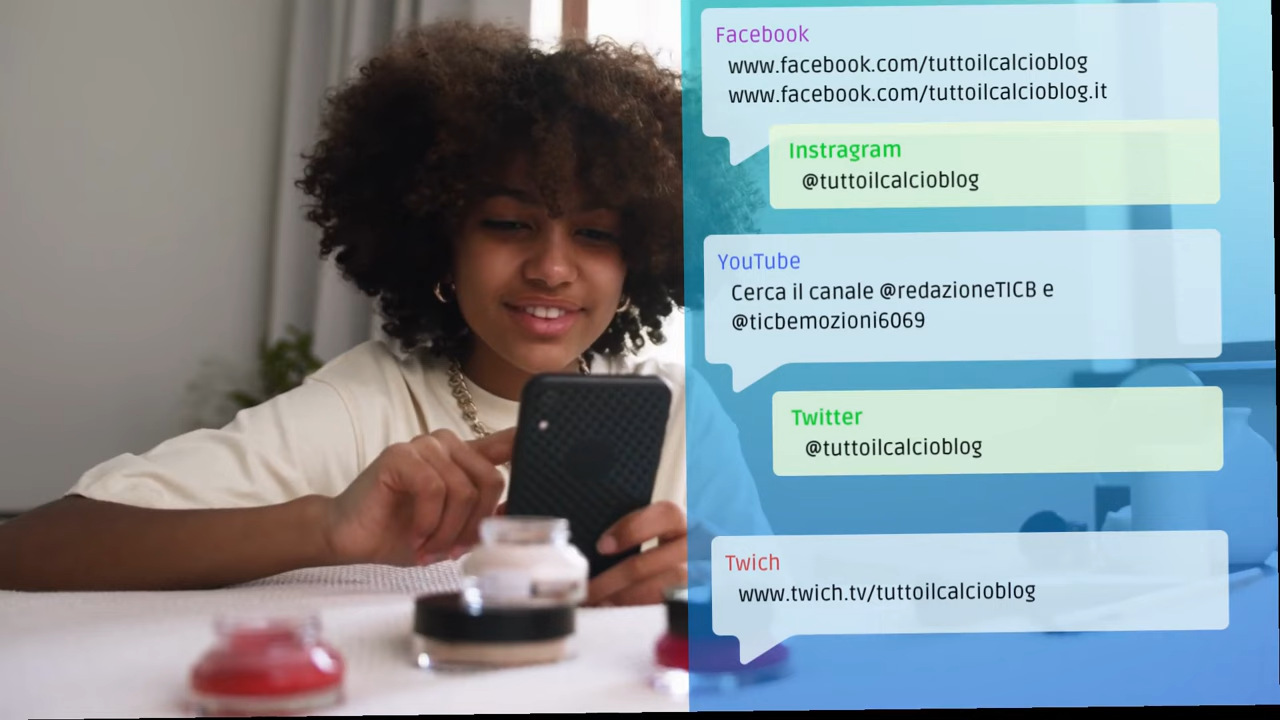 Facebook
www.facebook.com/tuttoilcalcioblog
www.facebook.com/tuttoilcalcioblog.it
Instragram
@tuttoilcalcioblog
YouTube
Cerca il canale @redazioneTICB e
@ticbemozioni6069
Twitter
@tuttoilcalcioblog
Twich
www.twich.tv/tuttoilcalcioblog